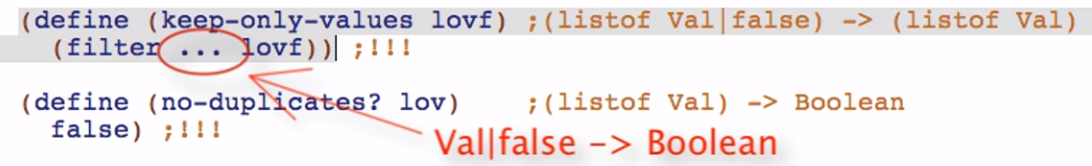 (define (keep-only-values lovf) ;(listof Val|false) -> (listof Val)
(filter ... lovf)) ;!!!
(define (no-duplicates? lov) ;(listof Val) -> Boolean
false) ;!!!
Val|false -> Boolean